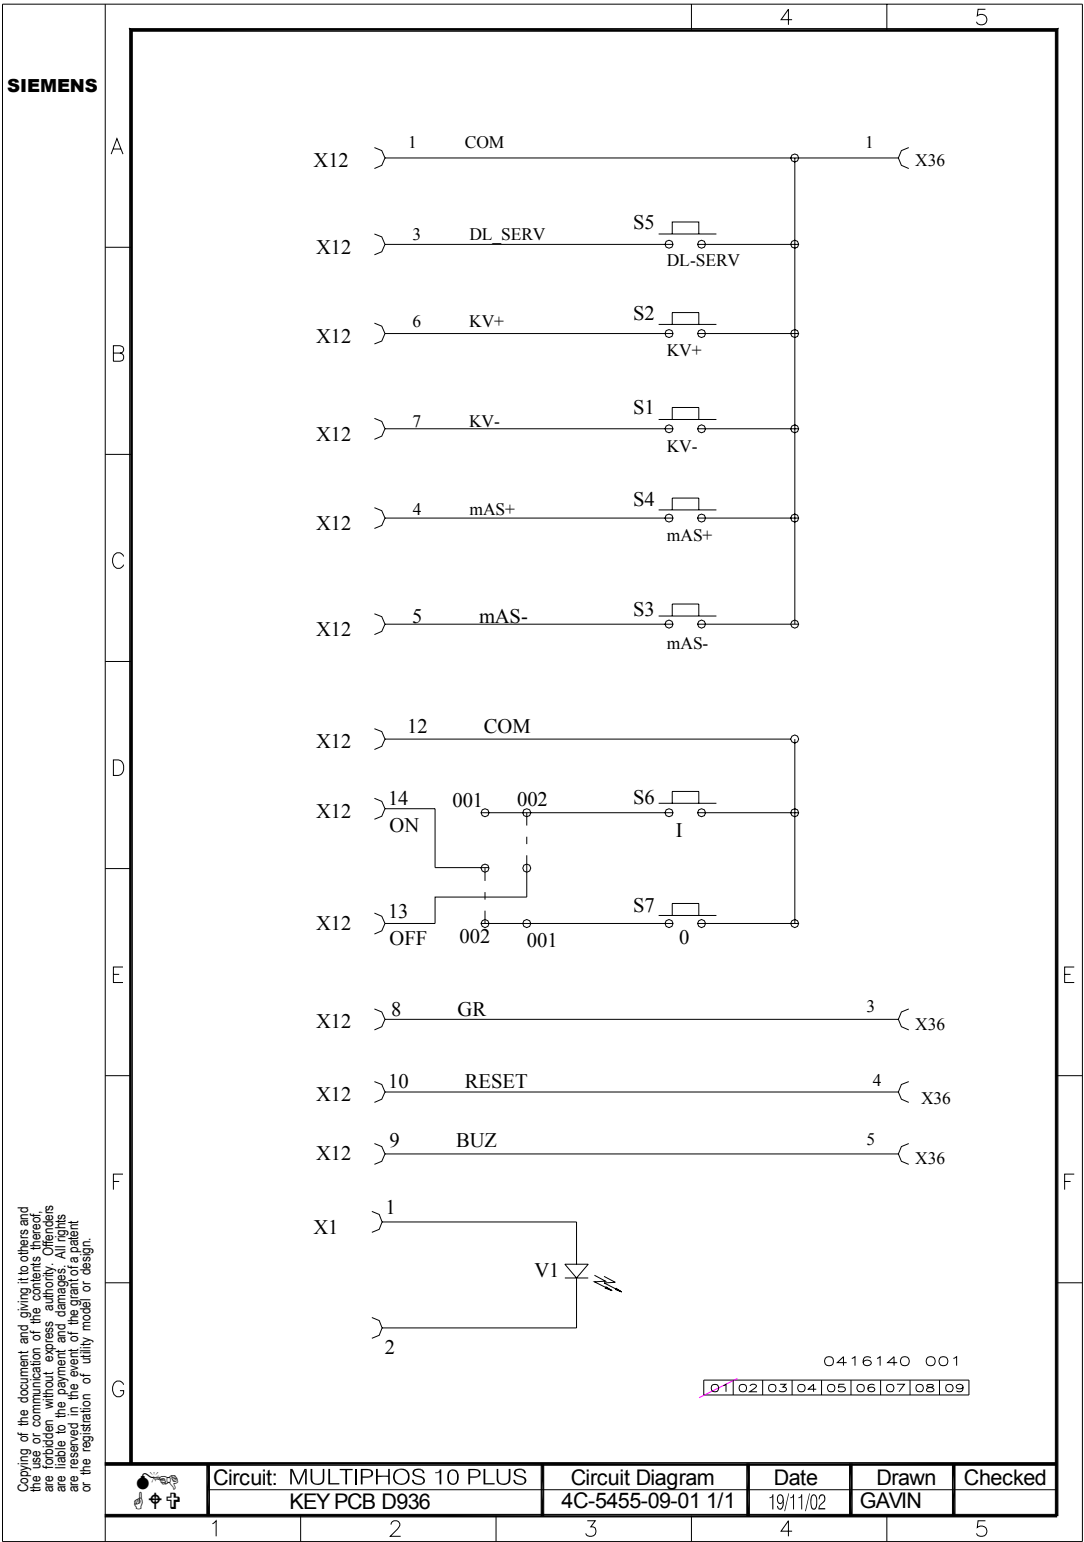 4 5
SIEMENS
A
X12 1 COM 1 X36
X12 3 DL_SERV S5 DL-SERV
B
X12 6 KV+ S2 KV+
X12 7 KV- S1 KV-
C
X12 4 mAS+ S4 mAS+
X12 5 mAS- S3 mAS-
D
X12 12 COM
X12 14 ON 001 002 S6 I
X12 13 OFF 002 001 S7 0
E E
X12 8 GR 3 X36
X12 10 RESET 4 X36
X12 9 BUZ 5 X36
F F
X1 1
V1
2
0416140 001
G
01 02 03 04 05 06 07 08 09
Copying of the document and giving it to others and
the use or communication of the contents thereof,
are forbidden without express authority. Offenders
are liable to the payment and damages. All rights
are reserved in the event of the grant of a patent
or the registration of utility model or design.
Circuit: MULTIPHOS 10 PLUS Circuit Diagram Date Drawn Checked
KEY PCB D936 4C-5455-09-01 1/1 19/11/02 GAVIN
1 2 3 4 5